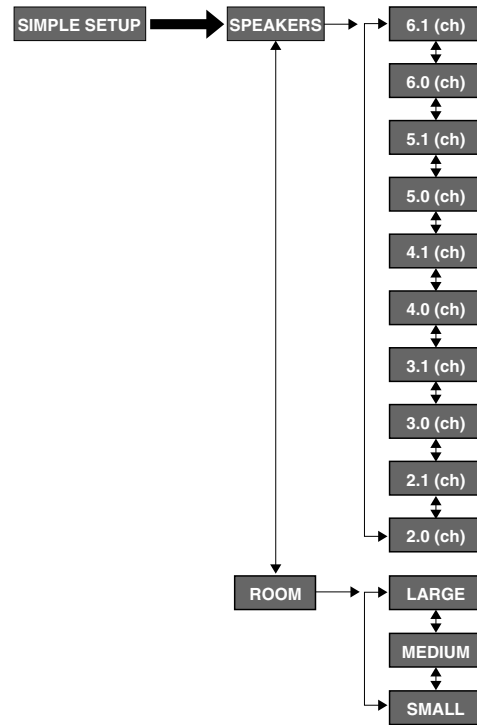 SIMPLE SETUP
SPEAKERS
6.1 (ch)
6.0 (ch)
5.1 (ch)
5.0 (ch)
4.1 (ch)
4.0 (ch)
3.1 (ch)
3.0 (ch)
2.1 (ch)
2.0 (ch)
ROOM
LARGE
MEDIUM
SMALL